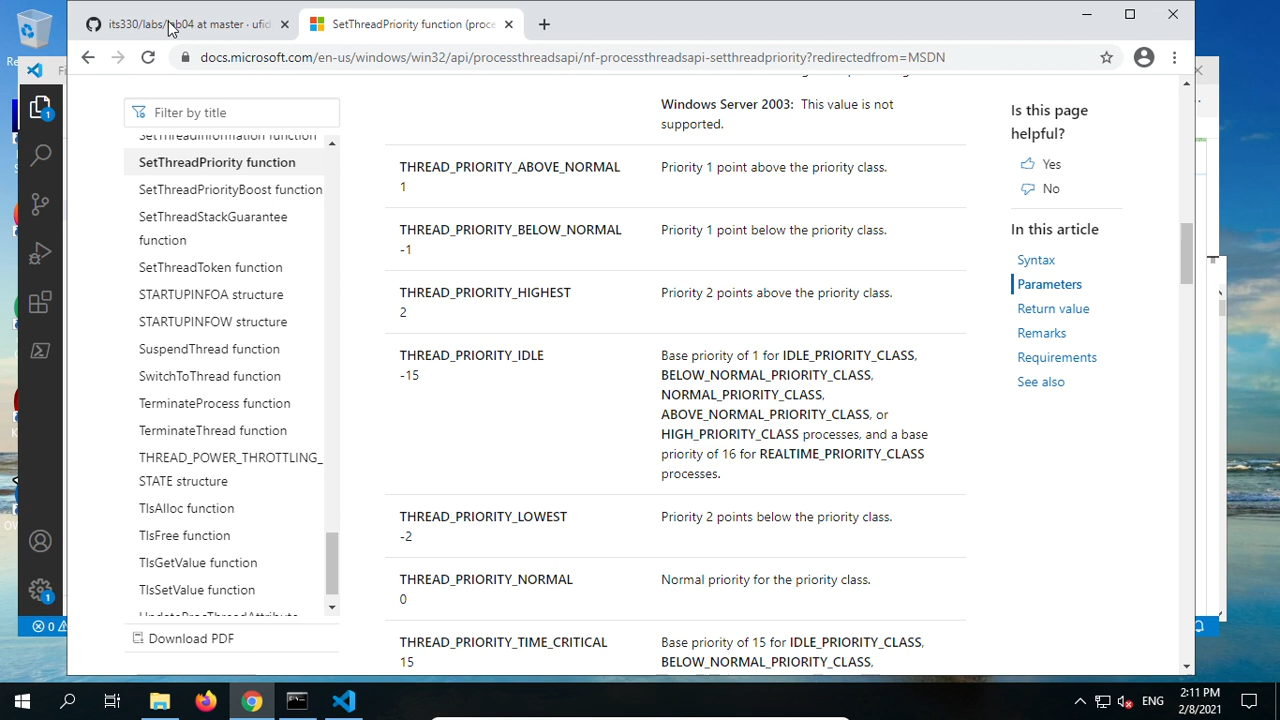 its330/labs/lab04 at master · ufid
SetThreadPriority function (proce
docs.microsoft.com/en-us/windows/win32/api/processthreadsapi/nf-processthreadsapi-setthreadpriority?redirectedfrom=MSDN
Filter by title
SetThreadInformation function
SetThreadPriority function
SetThreadPriorityBoost function
SetThreadStackGuarantee
function
SetThreadToken function
STARTUPINFOA structure
STARTUPINFOW structure
SuspendThread function
SwitchToThread function
TerminateProcess function
TerminateThread function
THREAD_POWER_THROTTLING_
STATE structure
TlsAlloc function
TlsFree function
TlsGetValue function
TlsSetValue function
UpdateProcThreadAttribute
Download PDF
Windows Server 2003: This value is not
supported.
THREAD_PRIORITY_ABOVE_NORMAL
1
Priority 1 point above the priority class.
THREAD_PRIORITY_BELOW_NORMAL
-1
Priority 1 point below the priority class.
THREAD_PRIORITY_HIGHEST
2
Priority 2 points above the priority class.
THREAD_PRIORITY_IDLE
-15
Base priority of 1 for IDLE_PRIORITY_CLASS,
BELOW_NORMAL_PRIORITY_CLASS,
NORMAL_PRIORITY_CLASS,
ABOVE_NORMAL_PRIORITY_CLASS, or
HIGH_PRIORITY_CLASS processes, and a base
priority of 16 for REALTIME_PRIORITY_CLASS
processes.
THREAD_PRIORITY_LOWEST
-2
Priority 2 points below the priority class.
THREAD_PRIORITY_NORMAL
0
Normal priority for the priority class.
THREAD_PRIORITY_TIME_CRITICAL
15
Base priority of 15 for IDLE_PRIORITY_CLASS,
BELOW_NORMAL_PRIORITY_CLASS,
Is this page
helpful?
Yes
No
In this article
Syntax
Parameters
Return value
Remarks
Requirements
See also
1
1
0
ENG
2:11 PM
2/8/2021